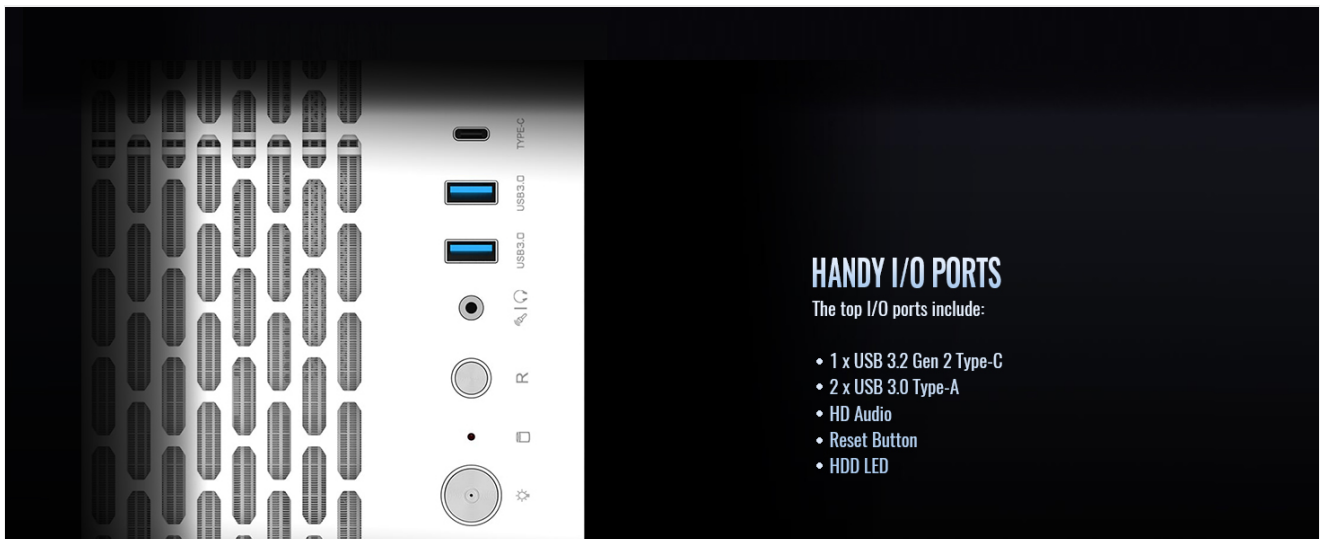 TYPE-C
USB3.0
USB3.0
R
HANDY I/O PORTS
The top I/O ports include:
• 1 x USB 3.2 Gen 2 Type-C
• 2 x USB 3.0 Type-A
• HD Audio
• Reset Button
• HDD LED